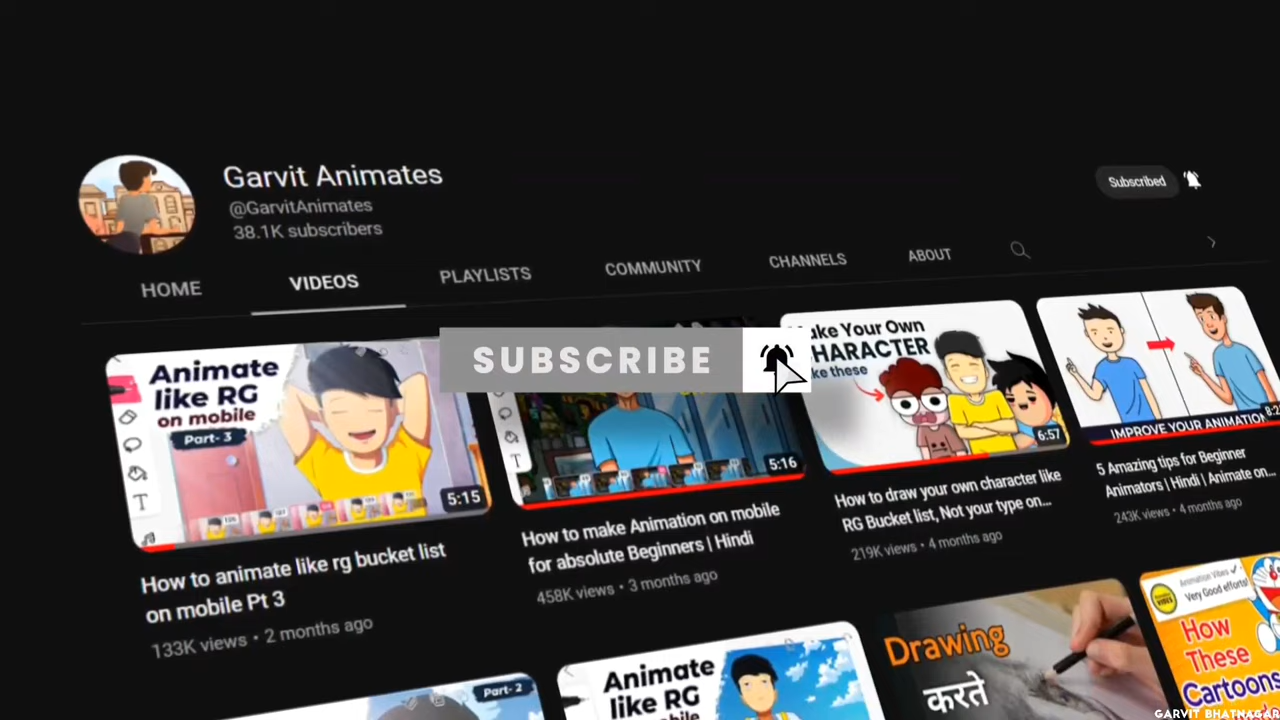 Garvit Animates
@GarvitAnimates
38.1K subscribers
Subscribed
HOME
VIDEOS
PLAYLISTS
COMMUNITY
CHANNELS
ABOUT
SUBSCRIBE
Animate
like RG
on mobile
Part- 3
T
5:15
How to animate like rg bucket list
on mobile Pt 3
133K views • 2 months ago
T
5:16
How to make Animation on mobile
for absolute Beginners | Hindi
458K views • 3 months ago
Your Own
HARACTER
these
6:57
How to draw your own character like
RG Bucket list, Not your type on...
219K views • 4 months ago
IMPROVE YOUR
5 Amazing tips for Beginner
Animators | Hindi | Animate on...
243K views • 4 months ago
Part- 2
Animate
like RG
Drawing
करते
Animation Vibes
Very Good efforts!
How
These
Cartoons
GARVIT BHATNAGAR